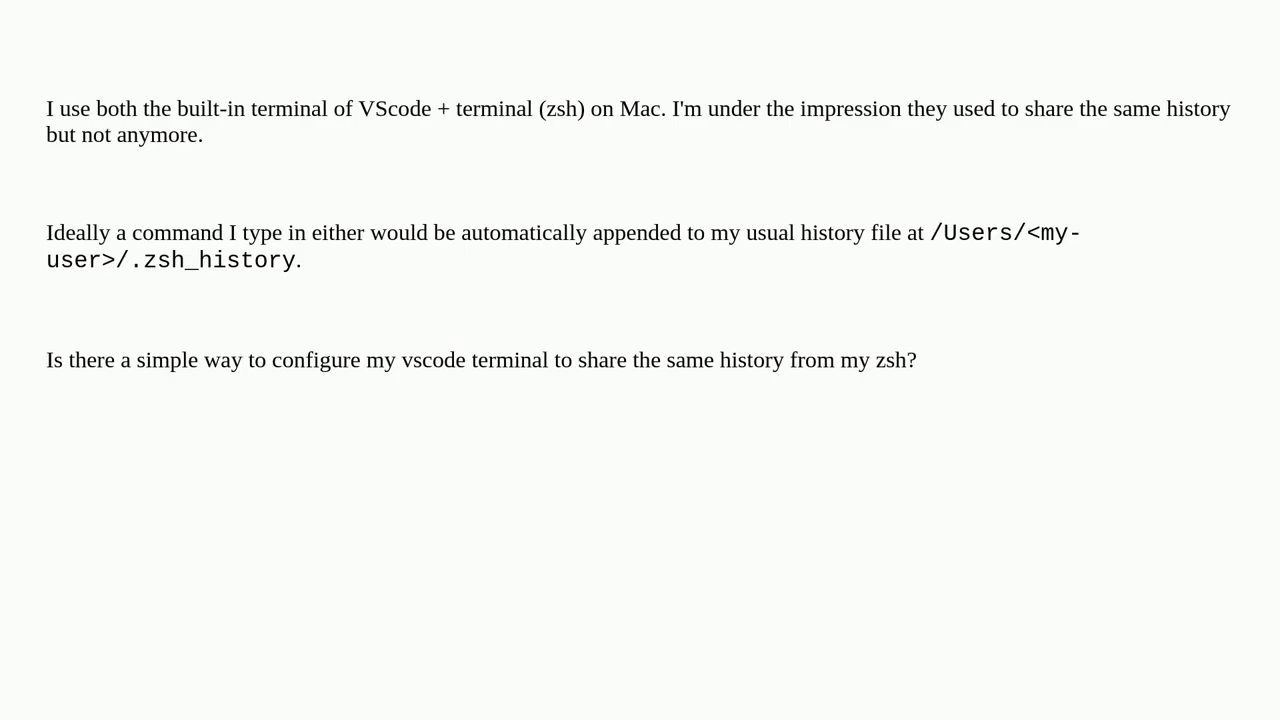 I use both the built-in terminal of VScode + terminal (zsh) on Mac. I'm under the impression they used to share the same history
but not anymore.
Ideally a command I type in either would be automatically appended to my usual history file at /Users/<my-
user>/.zsh_history.
Is there a simple way to configure my vscode terminal to share the same history from my zsh?